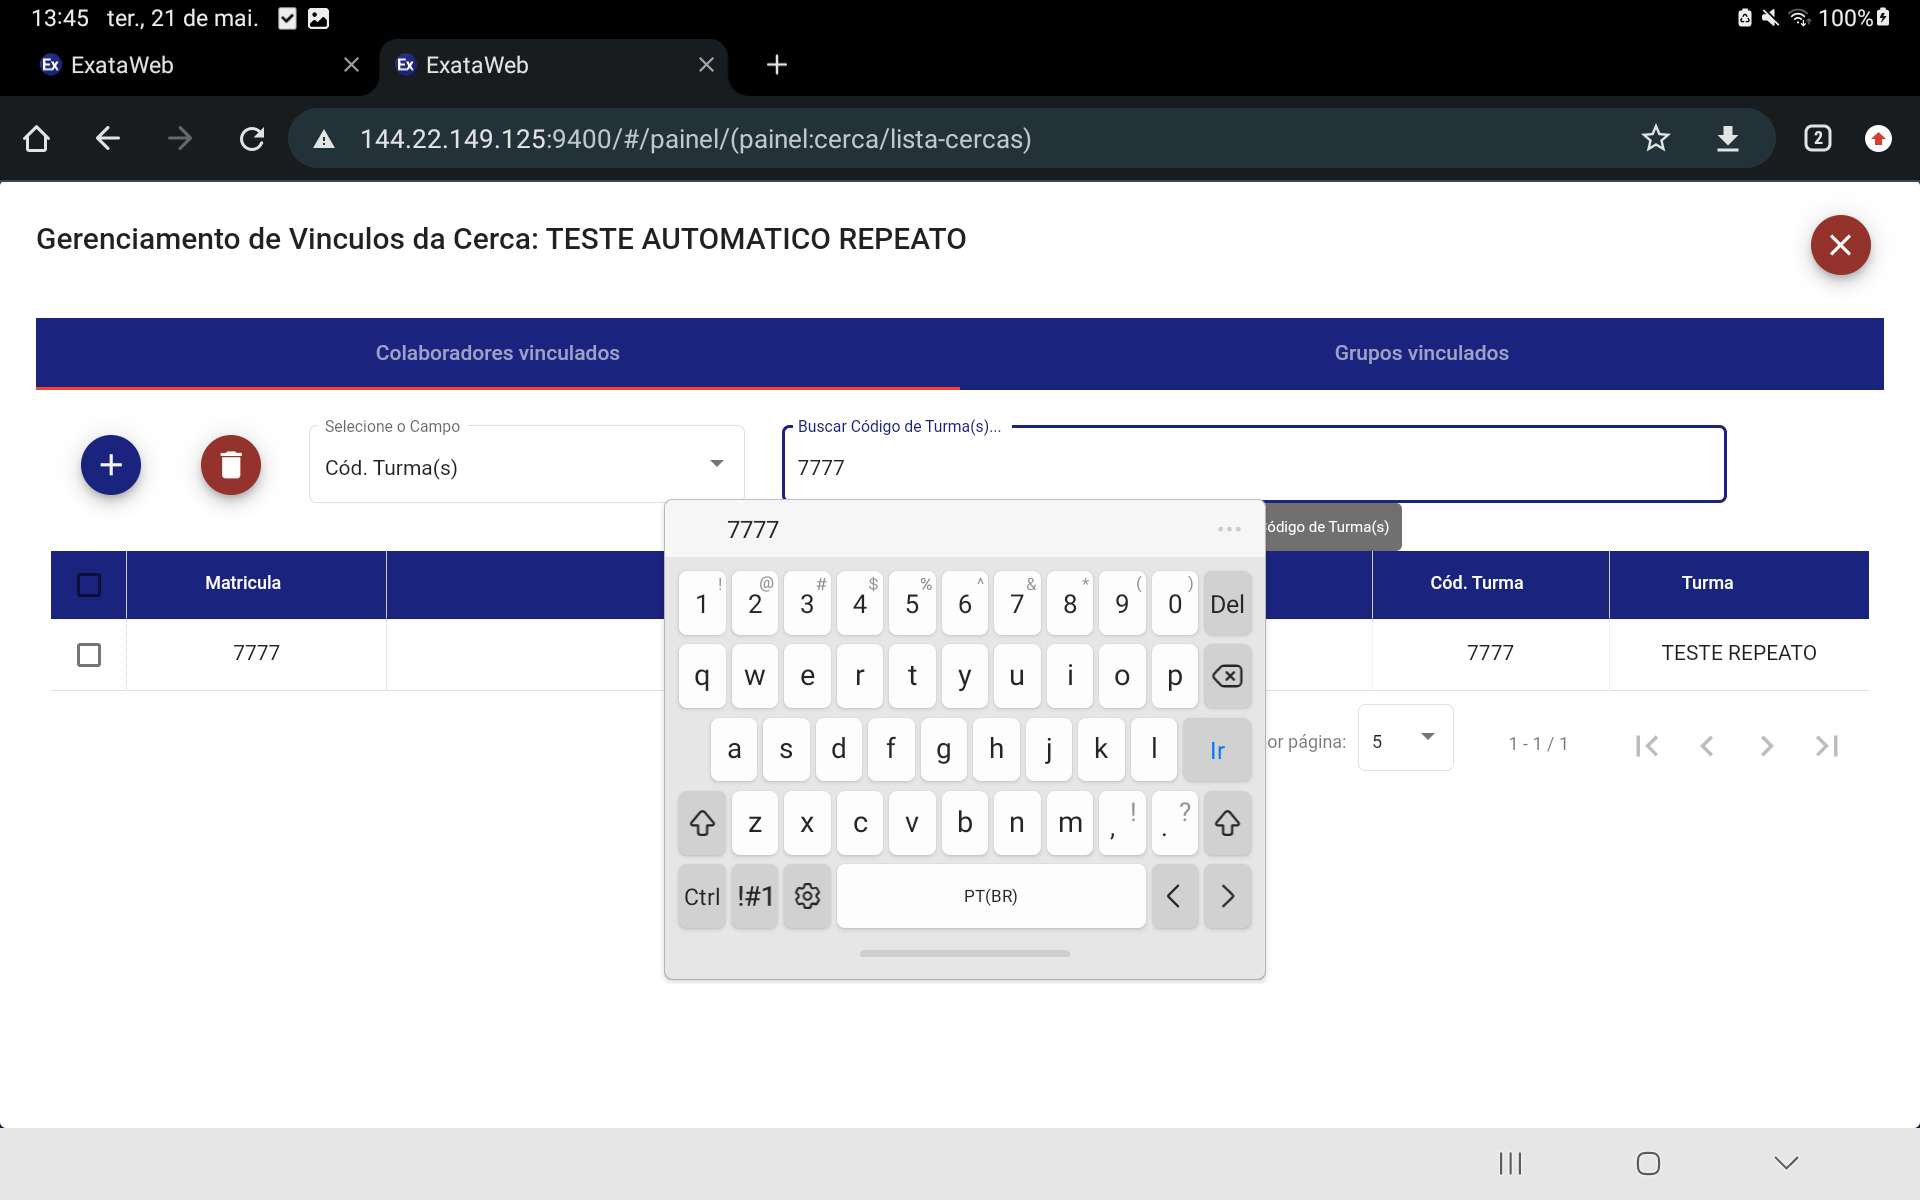 13:45 ter., 21 de mai. 100%
Ex ExataWeb Ex ExataWeb
144.22.149.125:9400/#/painel/(painel:cerca/lista-cercas) 2
Gerenciamento de Vinculos da Cerca: TESTE AUTOMATICO REPEATO
Colaboradores vinculados Grupos vinculados
Selecione o Campo Buscar Código de Turma(s)...
Cód. Turma(s) 7777
7777 ... ódigo de Turma(s)
Matricula Cód. Turma Turma
! @ # $ % ^ & * ( )
1 2 3 4 5 6 7 8 9 0 Del
7777 7777 TESTE REPEATO
q w e r t y u i o p
a s d f g h j k l Ir
or página: 5 1 - 1 / 1
z x c v b n m , ! . ?
Ctrl !#1 PT(BR) < >